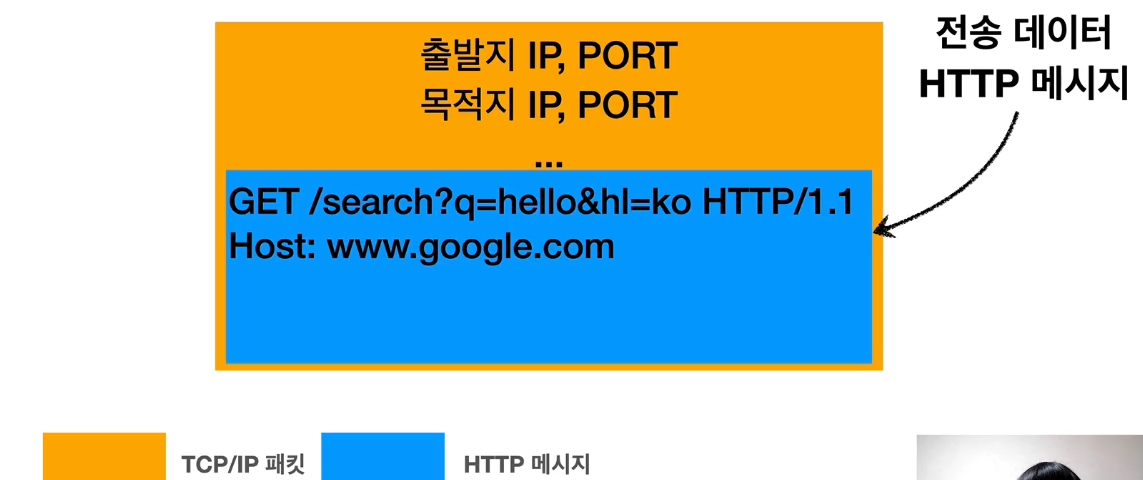 전송 데이터
HTTP 메시지
출발지 IP, PORT
목적지 IP, PORT
...
GET /search?q=hello&hl=ko HTTP/1.1
Host: www.google.com
TCP/IP 패킷
HTTP 메시지